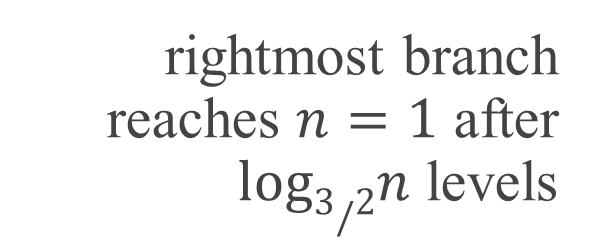 rightmost branch
reaches n = 1 after
log₃/₂n levels